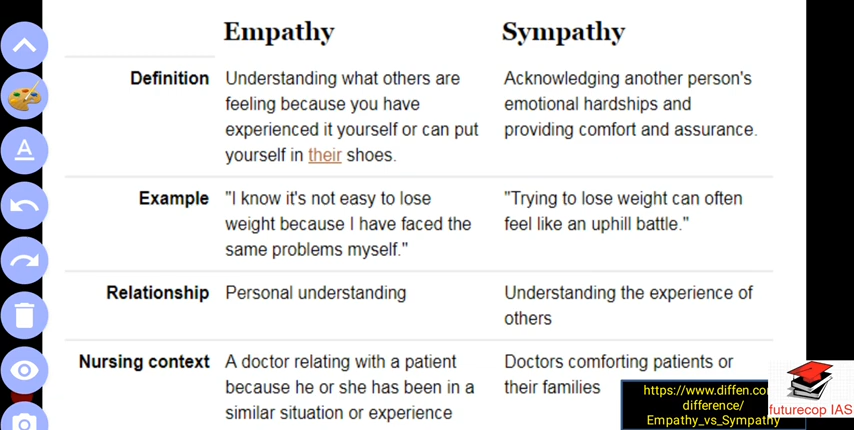 Empathy Sympathy
Definition Understanding what others are Acknowledging another person's
feeling because you have emotional hardships and
experienced it yourself or can put providing comfort and assurance.
yourself in their shoes.
Example "I know it's not easy to lose "Trying to lose weight can often
weight because I have faced the feel like an uphill battle."
same problems myself."
Relationship Personal understanding Understanding the experience of
others
Nursing context A doctor relating with a patient Doctors comforting patients or
because he or she has been in a their families
similar situation or experience
https://www.diffen.co
difference/
Empathy_vs_Sympathy
futurecop IAS
A